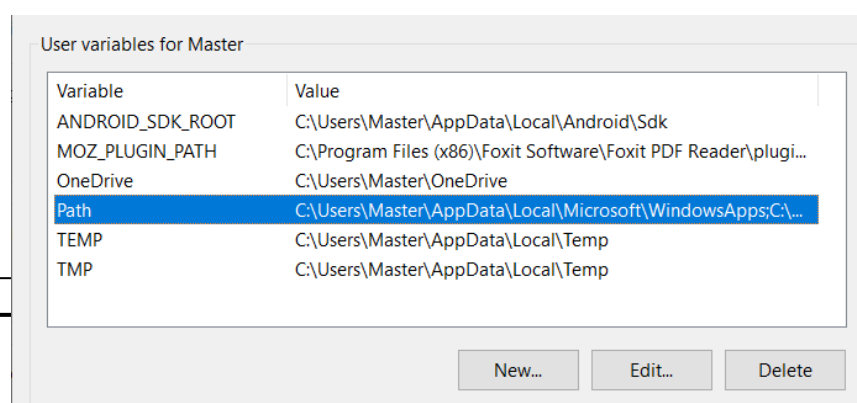 User variables for Master
Variable Value
ANDROID_SDK_ROOT C:\Users\Master\AppData\Local\Android\Sdk
MOZ_PLUGIN_PATH C:\Program Files (x86)\Foxit Software\Foxit PDF Reader\plugi...
OneDrive C:\Users\Master\OneDrive
Path C:\Users\Master\AppData\Local\Microsoft\WindowsApps;C:\...
TEMP C:\Users\Master\AppData\Local\Temp
TMP C:\Users\Master\AppData\Local\Temp
New... Edit... Delete